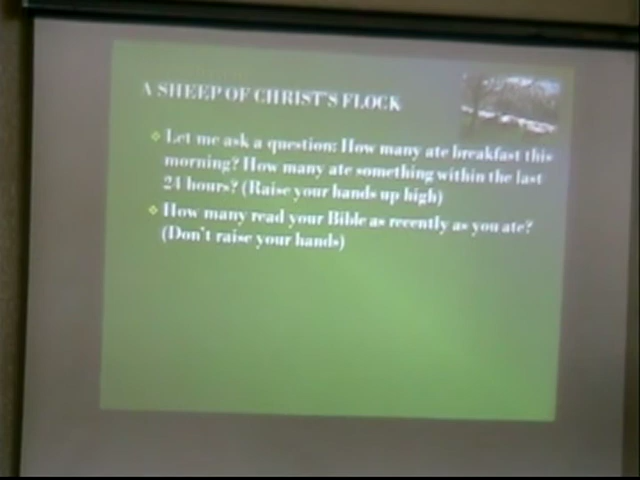 A SHEEP OF CHRIST'S FLOCK
Let me ask a question: How many ate breakfast this
morning? How many ate something within the last
24 hours? (Raise your hands up high)
How many read your Bible as recently as you ate?
(Don't raise your hands)